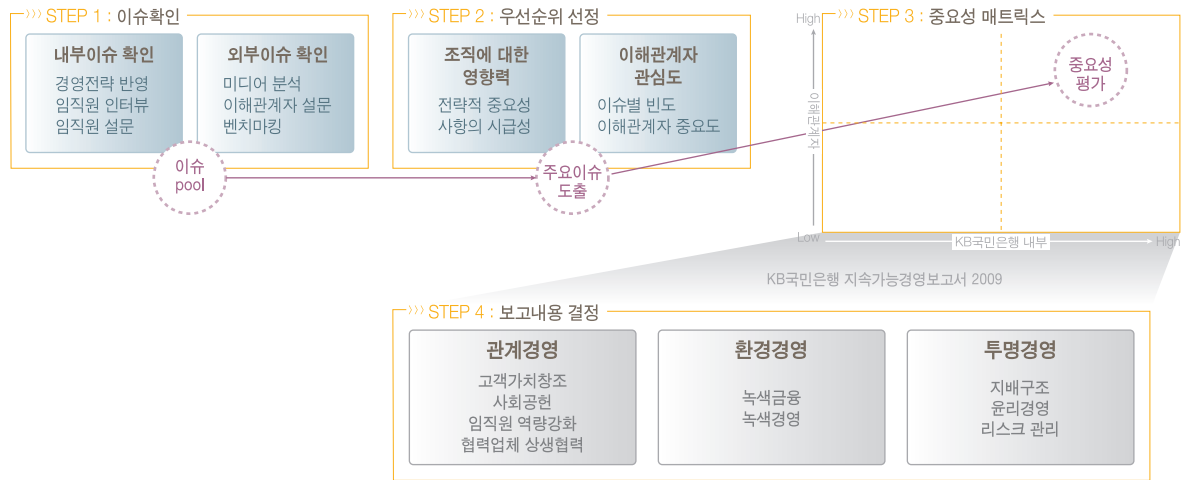 ››› STEP 1 : 이슈확인
내부이슈 확인
경영전략 반영
임직원 인터뷰
임직원 설문
외부이슈 확인
미디어 분석
이해관계자 설문
벤치마킹
이슈
pool
››› STEP 2 : 우선순위 선정
조직에 대한
영향력
전략적 중요성
사항의 시급성
이해관계자
관심도
이슈별 빈도
이해관계자 중요도
주요이슈
도출
››› STEP 3 : 중요성 매트릭스
High
이해관계자
Low
KB국민은행 내부
High
중요성
평가
KB국민은행 지속가능경영보고서 2009
››› STEP 4 : 보고내용 결정
관계경영
고객가치창조
사회공헌
임직원 역량강화
협력업체 상생협력
환경경영
녹색금융
녹색경영
투명경영
지배구조
윤리경영
리스크 관리